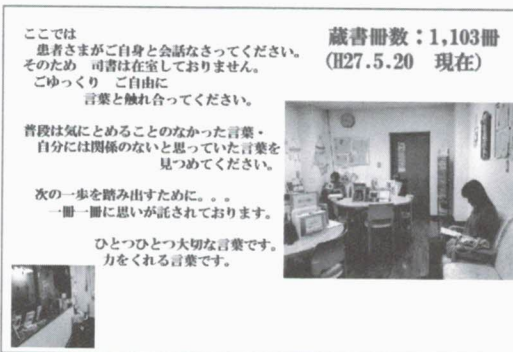 ここでは
患者さまがご自身と会話なさってください。
そのため　司書は在室しておりません。
ごゆっくり　ご自由に
言葉と触れ合ってください。
普段は気にとめることのなかった言葉・
自分には関係のないと思っていた言葉を
見つめてください。
次の一歩を踏み出すために。。。
一冊一冊に思いが託されております。
ひとつひとつ大切な言葉です。
力をくれる言葉です。
蔵書冊数：1,103冊
(H27.5.20　現在)